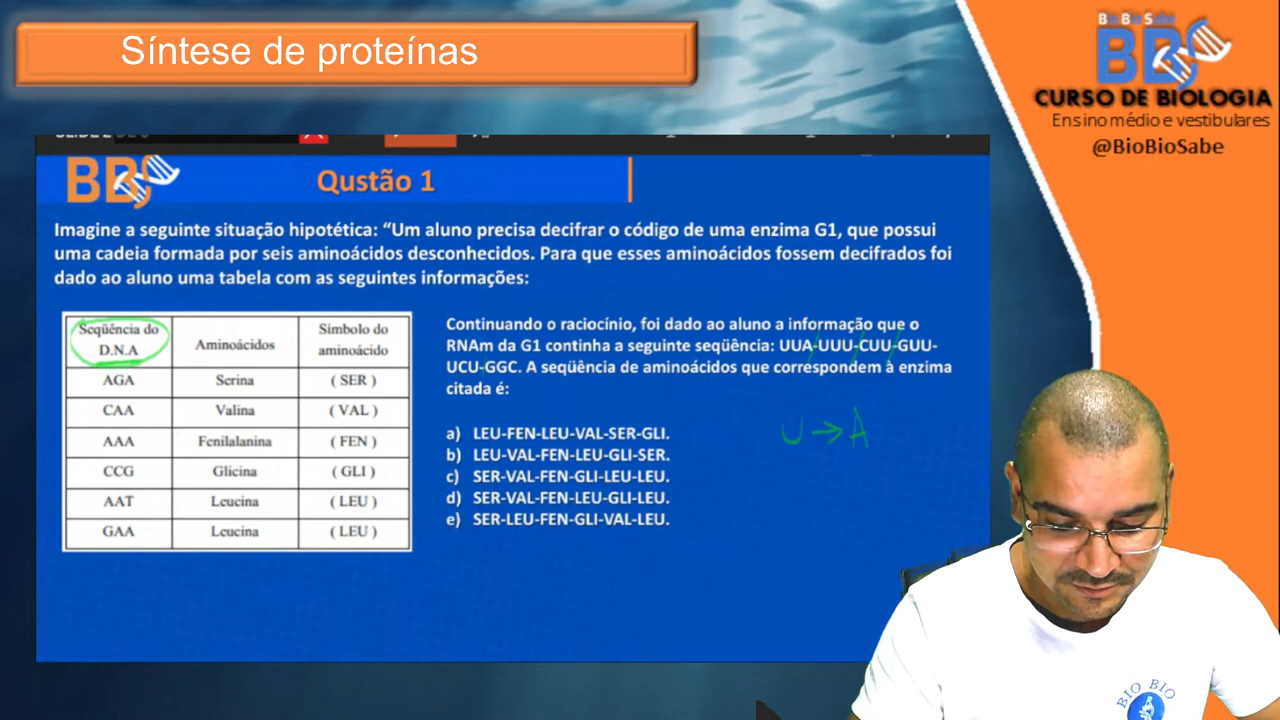 Síntese de proteínas
Bio Bio Sabe
BBS
CURSO DE BIOLOGIA
Ensino médio e vestibulares
@BioBioSabe
BBS
Qustão 1
Imagine a seguinte situação hipotética: “Um aluno precisa decifrar o código de uma enzima G1, que possui
uma cadeia formada por seis aminoácidos desconhecidos. Para que esses aminoácidos fossem decifrados foi
dado ao aluno uma tabela com as seguintes informações:
Seqüência do D.N.A Aminoácidos Símbolo do aminoácido
AGA Serina ( SER )
CAA Valina ( VAL )
AAA Fenilalanina ( FEN )
CCG Glicina ( GLI )
AAT Leucina ( LEU )
GAA Leucina ( LEU )
Continuando o raciocínio, foi dado ao aluno a informação que o
RNAm da G1 continha a seguinte seqüência: UUA-UUU-CUU-GUU-
UCU-GGC. A seqüência de aminoácidos que correspondem à enzima
citada é:
U → A
a) LEU-FEN-LEU-VAL-SER-GLI.
b) LEU-VAL-FEN-LEU-GLI-SER.
c) SER-VAL-FEN-GLI-LEU-LEU.
d) SER-VAL-FEN-LEU-GLI-LEU.
e) SER-LEU-FEN-GLI-VAL-LEU.
BIO BIO